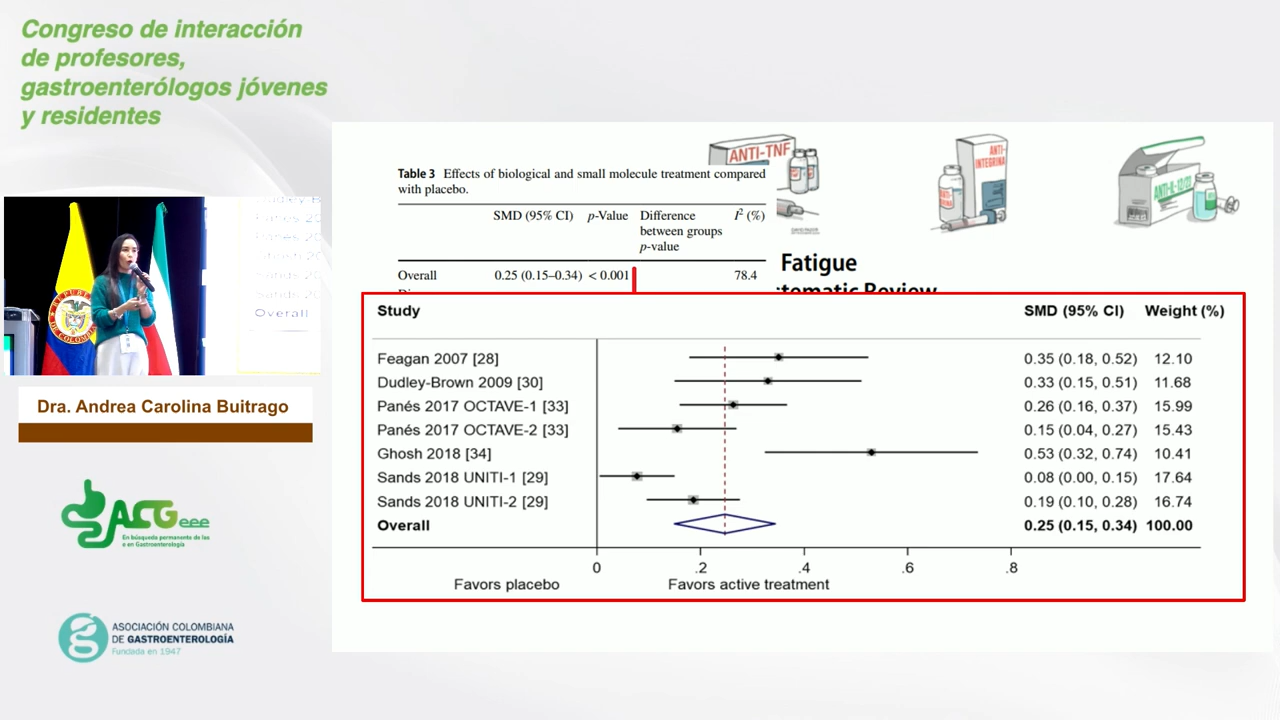 Congreso de interacción
de profesores,
gastroenterólogos jóvenes
y residentes
Dra. Andrea Carolina Buitrago
ACG eee
En búsqueda permanente de las
e en Gastroenterología
ASOCIACIÓN COLOMBIANA
DE GASTROENTEROLOGÍA
Fundada en 1947
ANTI-TNF
ANTI-
INTEGRINA
ANTI-IL-12/23
Table 3 Effects of biological and small molecule treatment compared
with placebo.
SMD (95% CI) p-Value Difference between groups p-value I² (%)
Overall 0.25 (0.15–0.34) < 0.001 78.4
Fatigue
tematic Review
Study SMD (95% CI) Weight (%)
Feagan 2007 [28] 0.35 (0.18, 0.52) 12.10
Dudley-Brown 2009 [30] 0.33 (0.15, 0.51) 11.68
Panés 2017 OCTAVE-1 [33] 0.26 (0.16, 0.37) 15.99
Panés 2017 OCTAVE-2 [33] 0.15 (0.04, 0.27) 15.43
Ghosh 2018 [34] 0.53 (0.32, 0.74) 10.41
Sands 2018 UNITI-1 [29] 0.08 (0.00, 0.15) 17.64
Sands 2018 UNITI-2 [29] 0.19 (0.10, 0.28) 16.74
Overall 0.25 (0.15, 0.34) 100.00
0 .2 .4 .6 .8
Favors placebo Favors active treatment